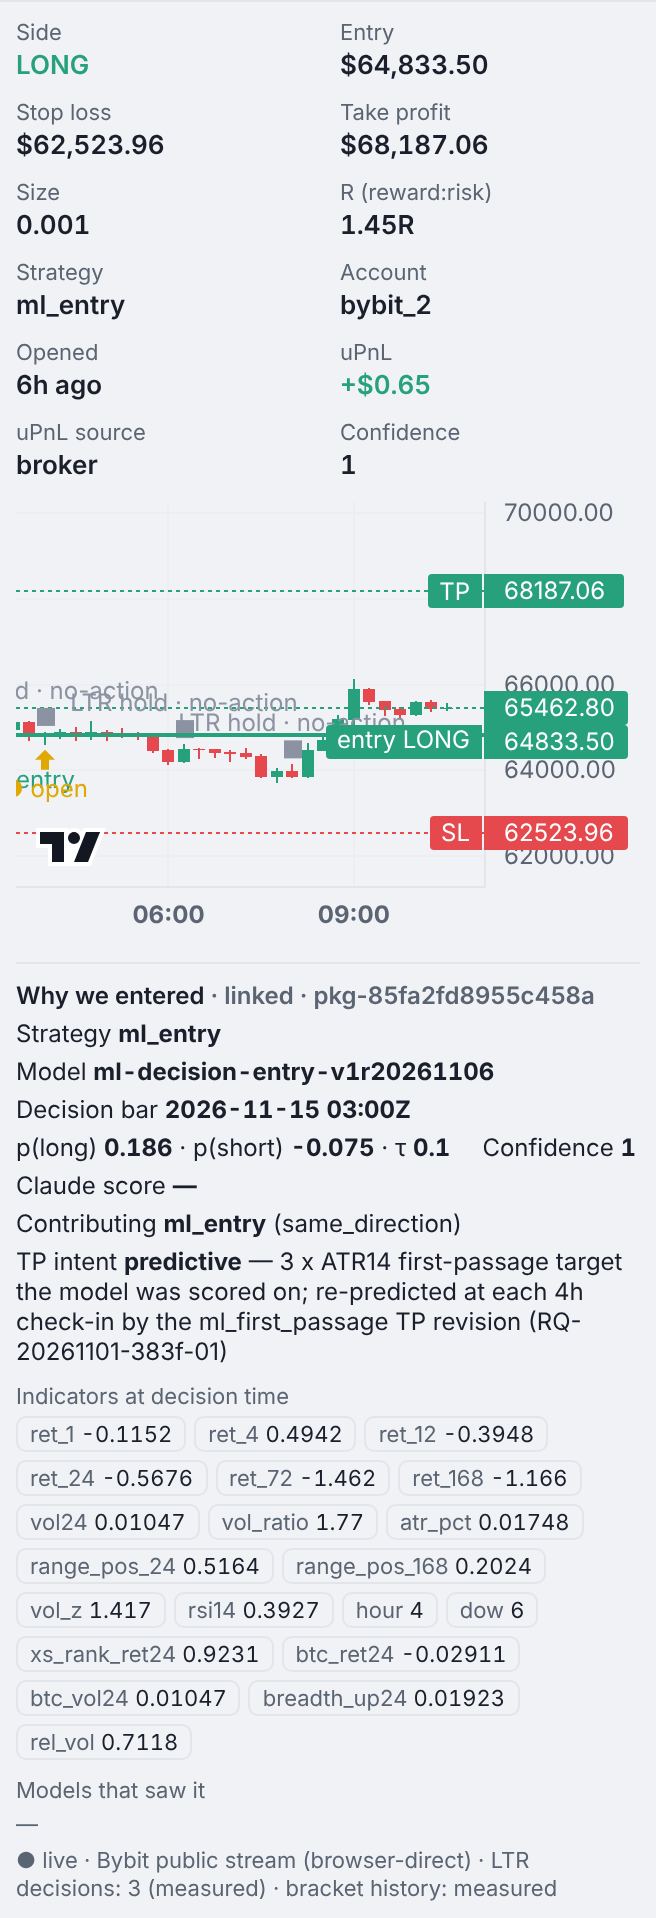 Side Entry
LONG $64,833.50
Stop loss Take profit
$62,523.96 $68,187.06
Size R (reward:risk)
0.001 1.45R
Strategy Account
ml_entry bybit_2
Opened uPnL
6h ago +$0.65
uPnL source Confidence
broker 1
70000.00
TP 68187.06
66000.00
d · no-action
LTR hold · no-action
65462.80
LTR hold · no-action
entry LONG 64833.50
64000.00
entry
open
SL 62523.96
62000.00
06:00 09:00
Why we entered · linked · pkg-85fa2fd8955c458a
Strategy ml_entry
Model ml-decision-entry-v1r20261106
Decision bar 2026-11-15 03:00Z
p(long) 0.186 · p(short) -0.075 · τ 0.1 Confidence 1
Claude score —
Contributing ml_entry (same_direction)
TP intent predictive — 3 x ATR14 first-passage target
the model was scored on; re-predicted at each 4h
check-in by the ml_first_passage TP revision (RQ-
20261101-383f-01)
Indicators at decision time
ret_1 -0.1152 ret_4 0.4942 ret_12 -0.3948
ret_24 -0.5676 ret_72 -1.462 ret_168 -1.166
vol24 0.01047 vol_ratio 1.77 atr_pct 0.01748
range_pos_24 0.5164 range_pos_168 0.2024
vol_z 1.417 rsi14 0.3927 hour 4 dow 6
xs_rank_ret24 0.9231 btc_ret24 -0.02911
btc_vol24 0.01047 breadth_up24 0.01923
rel_vol 0.7118
Models that saw it
—
● live · Bybit public stream (browser-direct) · LTR
decisions: 3 (measured) · bracket history: measured